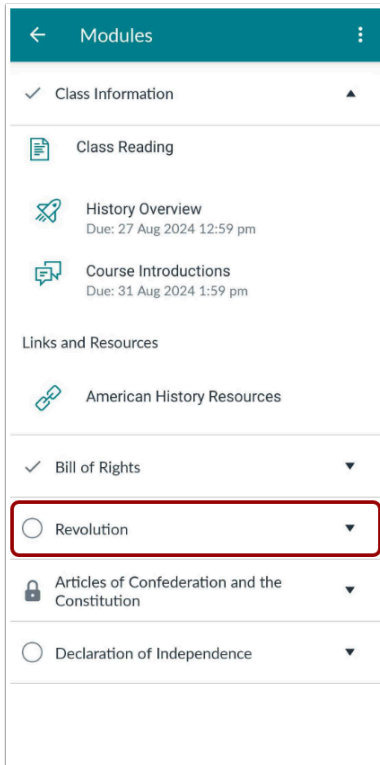 Modules
Class Information
Class Reading
History Overview
Due: 27 Aug 2024 12:59 pm
Course Introductions
Due: 31 Aug 2024 1:59 pm
Links and Resources
American History Resources
Bill of Rights
Revolution
Articles of Confederation and the
Constitution
Declaration of Independence